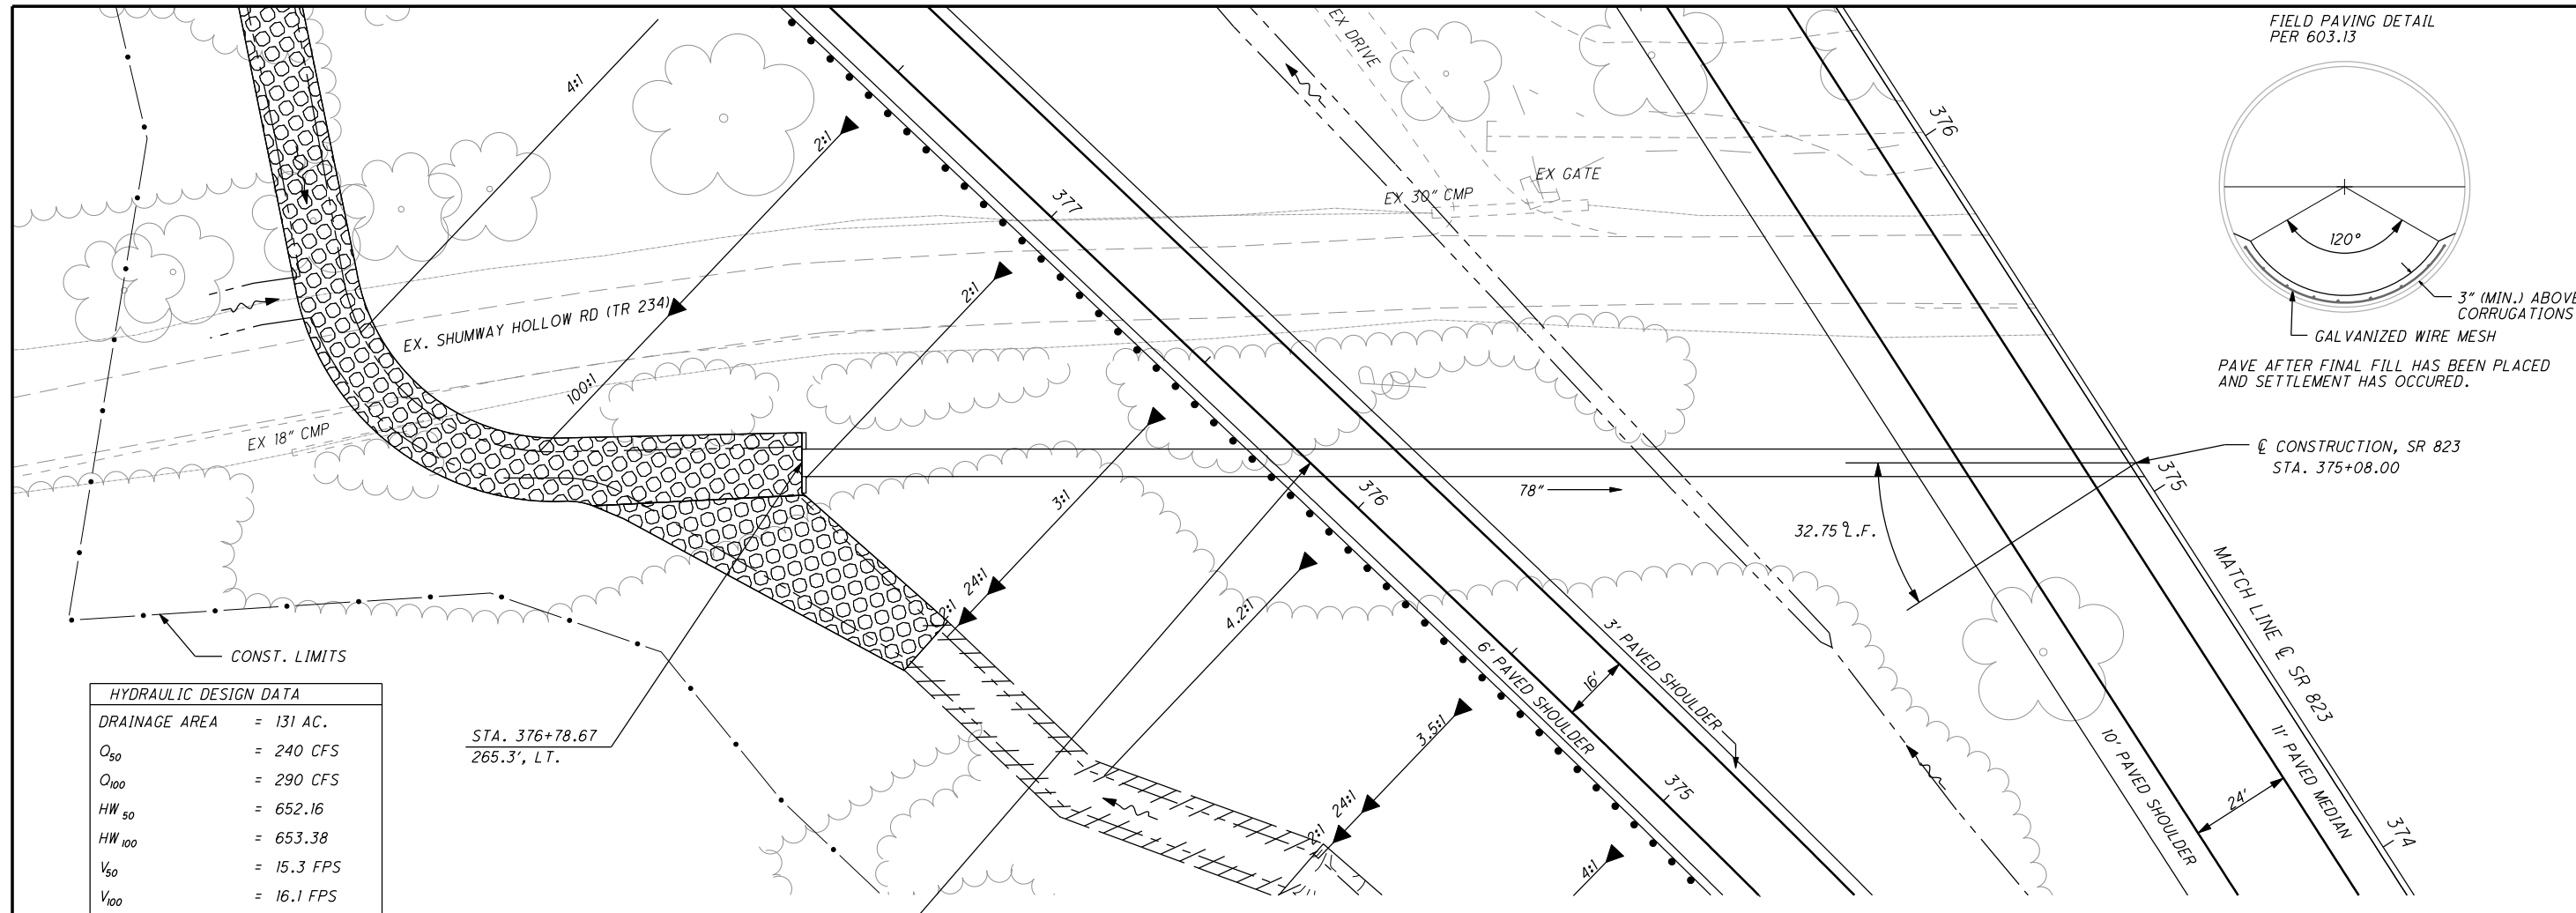 FIELD PAVING DETAIL
PER 603.13
120°
3" (MIN.) ABOVE
CORRUGATIONS
GALVANIZED WIRE MESH
PAVE AFTER FINAL FILL HAS BEEN PLACED
AND SETTLEMENT HAS OCCURED.
℄ CONSTRUCTION, SR 823
STA. 375+08.00
EX DRIVE
EX GATE
EX 30" CMP
4:1
2:1
377
376
2:1
EX. SHUMWAY HOLLOW RD (TR 234)
100:1
EX 18" CMP
3:1
376
78"
375
32.75 L.F.
24:1
2:1
4.2:1
MATCH LINE ℄ SR 823
CONST. LIMITS
6' PAVED SHOULDER
3' PAVED SHOULDER
16'
3.5:1
10' PAVED SHOULDER
11' PAVED MEDIAN
24'
375
374
24:1
2:1
4:1
STA. 376+78.67
265.3', LT.
HYDRAULIC DESIGN DATA
DRAINAGE AREA = 131 AC.
Q50 = 240 CFS
Q100 = 290 CFS
HW 50 = 652.16
HW 100 = 653.38
V50 = 15.3 FPS
V100 = 16.1 FPS